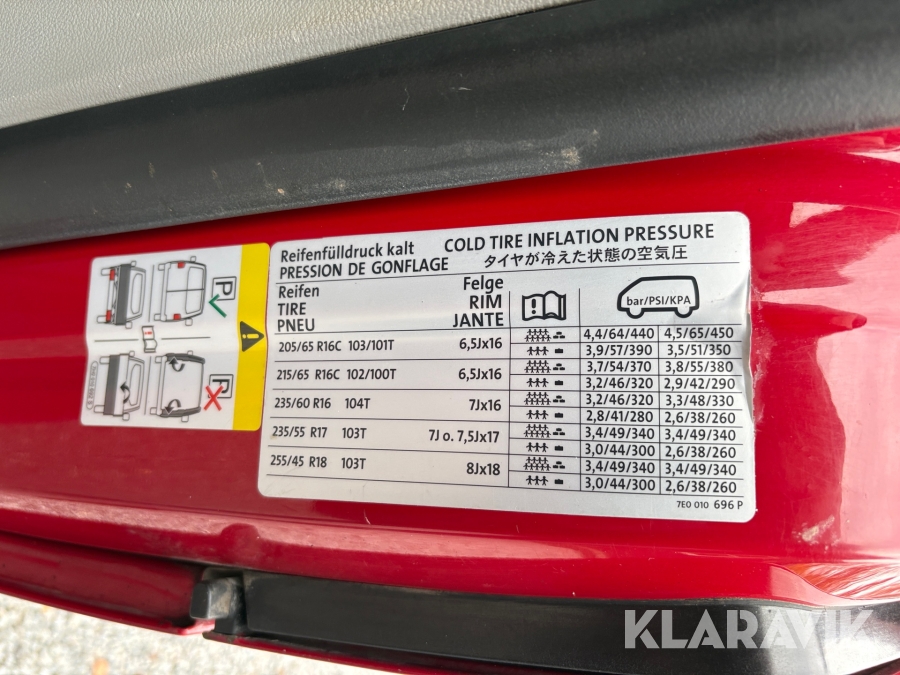 Reifenfülldruck kalt COLD TIRE INFLATION PRESSURE
PRESSION DE GONFLAGE タイヤが冷えた状態の空気圧
Reifen Felge
TIRE RIM
PNEU JANTE
bar/PSI/KPA
205/65 R16C 103/101T 6,5Jx16 4,4/64/440 4,5/65/450
3,9/57/390 3,5/51/350
215/65 R16C 102/100T 6,5Jx16 3,7/54/370 3,8/55/380
3,2/46/320 2,9/42/290
235/60 R16 104T 7Jx16 3,2/46/320 3,3/48/330
2,8/41/280 2,6/38/260
235/55 R17 103T 7J o. 7,5Jx17 3,4/49/340 3,4/49/340
3,0/44/300 2,6/38/260
255/45 R18 103T 8Jx18 3,4/49/340 3,4/49/340
3,0/44/300 2,6/38/260
7E0 010 696 P
P
P
KLARAVIK